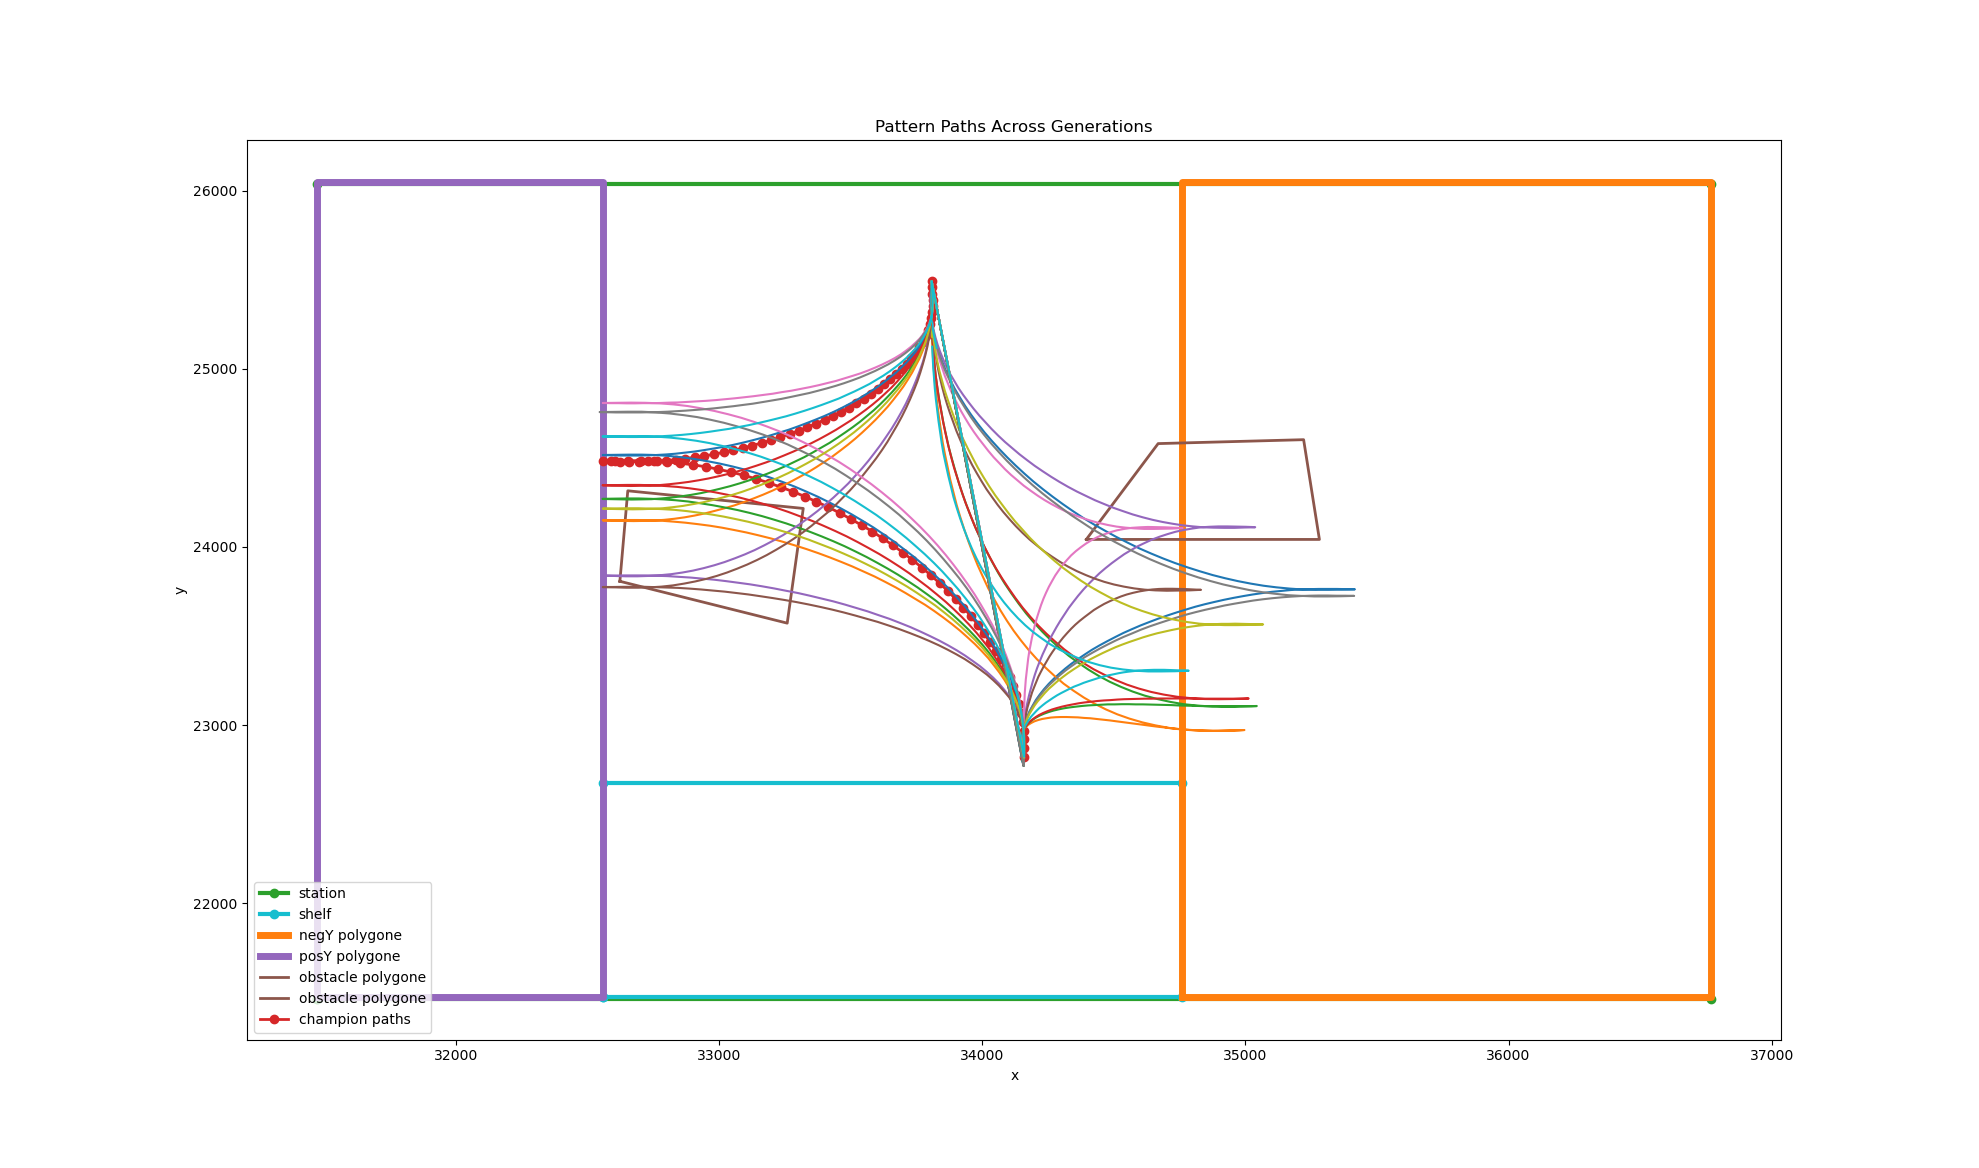 Pattern Paths Across Generations
26000
25000
24000
23000
22000
y
32000
33000
34000
35000
36000
37000
x
station
shelf
negY polygone
posY polygone
obstacle polygone
obstacle polygone
champion paths